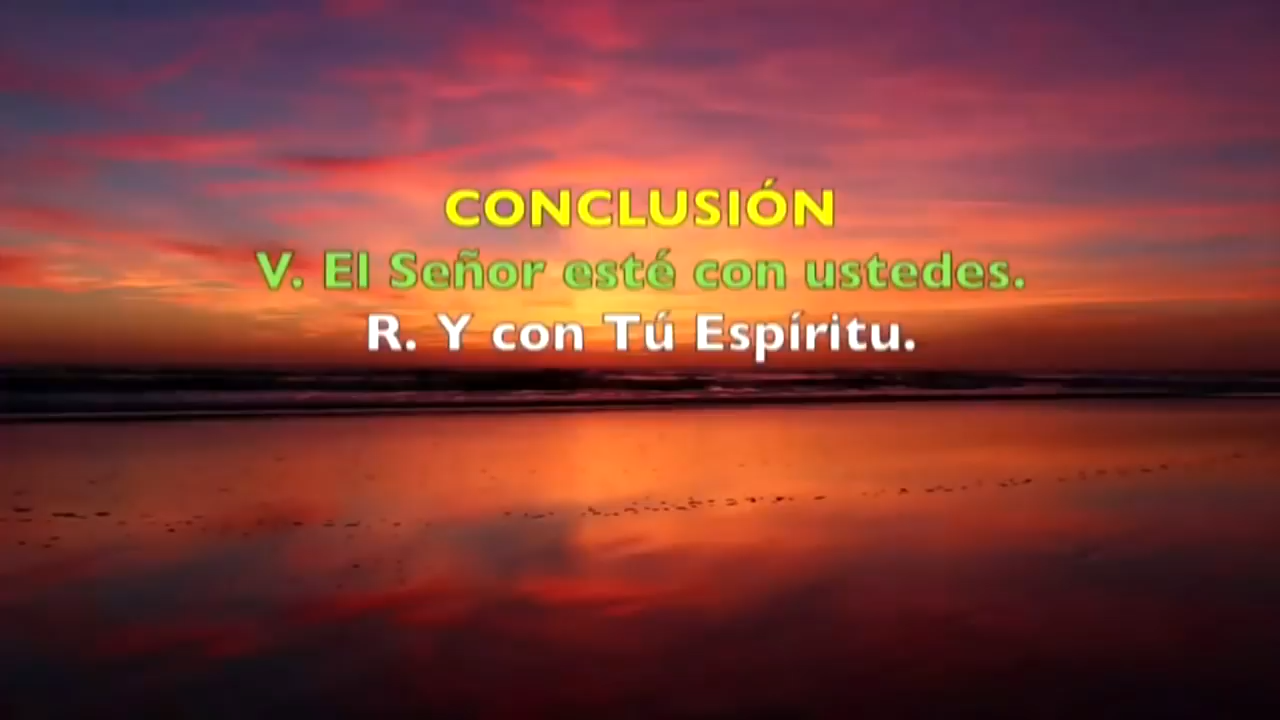 CONCLUSIÓN
V. El Señor esté con ustedes.
R. Y con Tú Espíritu.